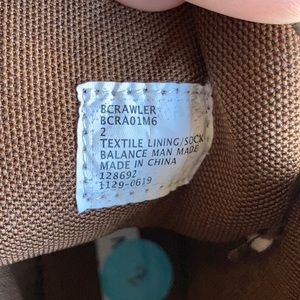 BCRAWLER
BCRA01M6
2
TEXTILE LINING/SOCK
BALANCE MAN MADE
MADE IN CHINA
128692
1129-0619